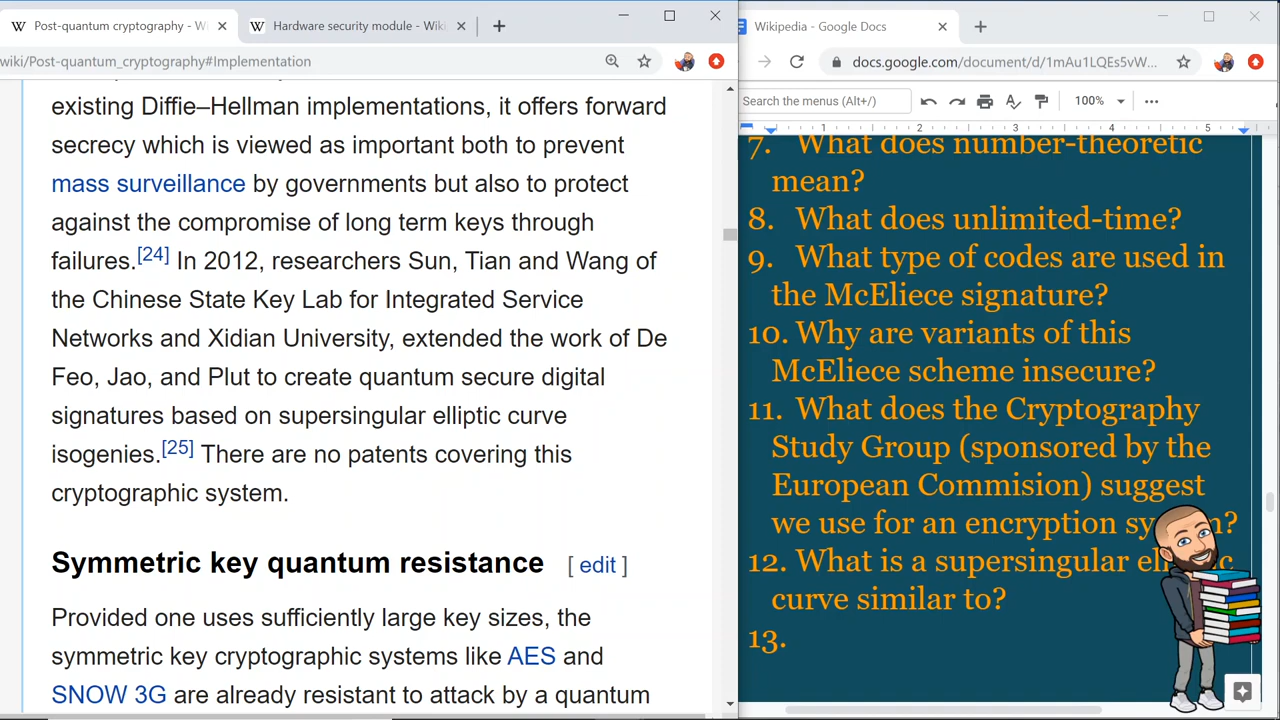 Post-quantum cryptography - Wi
Hardware security module - Wiki
wiki/Post-quantum_cryptography#Implementation
existing Diffie–Hellman implementations, it offers forward
secrecy which is viewed as important both to prevent
mass surveillance by governments but also to protect
against the compromise of long term keys through
failures.[24] In 2012, researchers Sun, Tian and Wang of
the Chinese State Key Lab for Integrated Service
Networks and Xidian University, extended the work of De
Feo, Jao, and Plut to create quantum secure digital
signatures based on supersingular elliptic curve
isogenies.[25] There are no patents covering this
cryptographic system.
Symmetric key quantum resistance [ edit ]
Provided one uses sufficiently large key sizes, the
symmetric key cryptographic systems like AES and
SNOW 3G are already resistant to attack by a quantum
Wikipedia - Google Docs
docs.google.com/document/d/1mAu1LQEs5vW...
Search the menus (Alt+/)
100%
1 2 3 4 5
7. What does number-theoretic
mean?
8. What does unlimited-time?
9. What type of codes are used in
the McEliece signature?
10. Why are variants of this
McEliece scheme insecure?
11. What does the Cryptography
Study Group (sponsored by the
European Commision) suggest
we use for an encryption system?
12. What is a supersingular elliptic
curve similar to?
13.